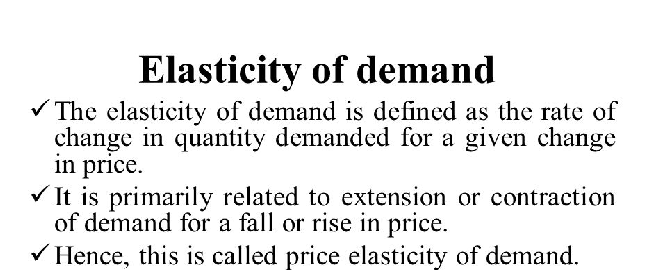 Elasticity of demand
✓ The elasticity of demand is defined as the rate of
change in quantity demanded for a given change
in price.
✓ It is primarily related to extension or contraction
of demand for a fall or rise in price.
✓ Hence, this is called price elasticity of demand.